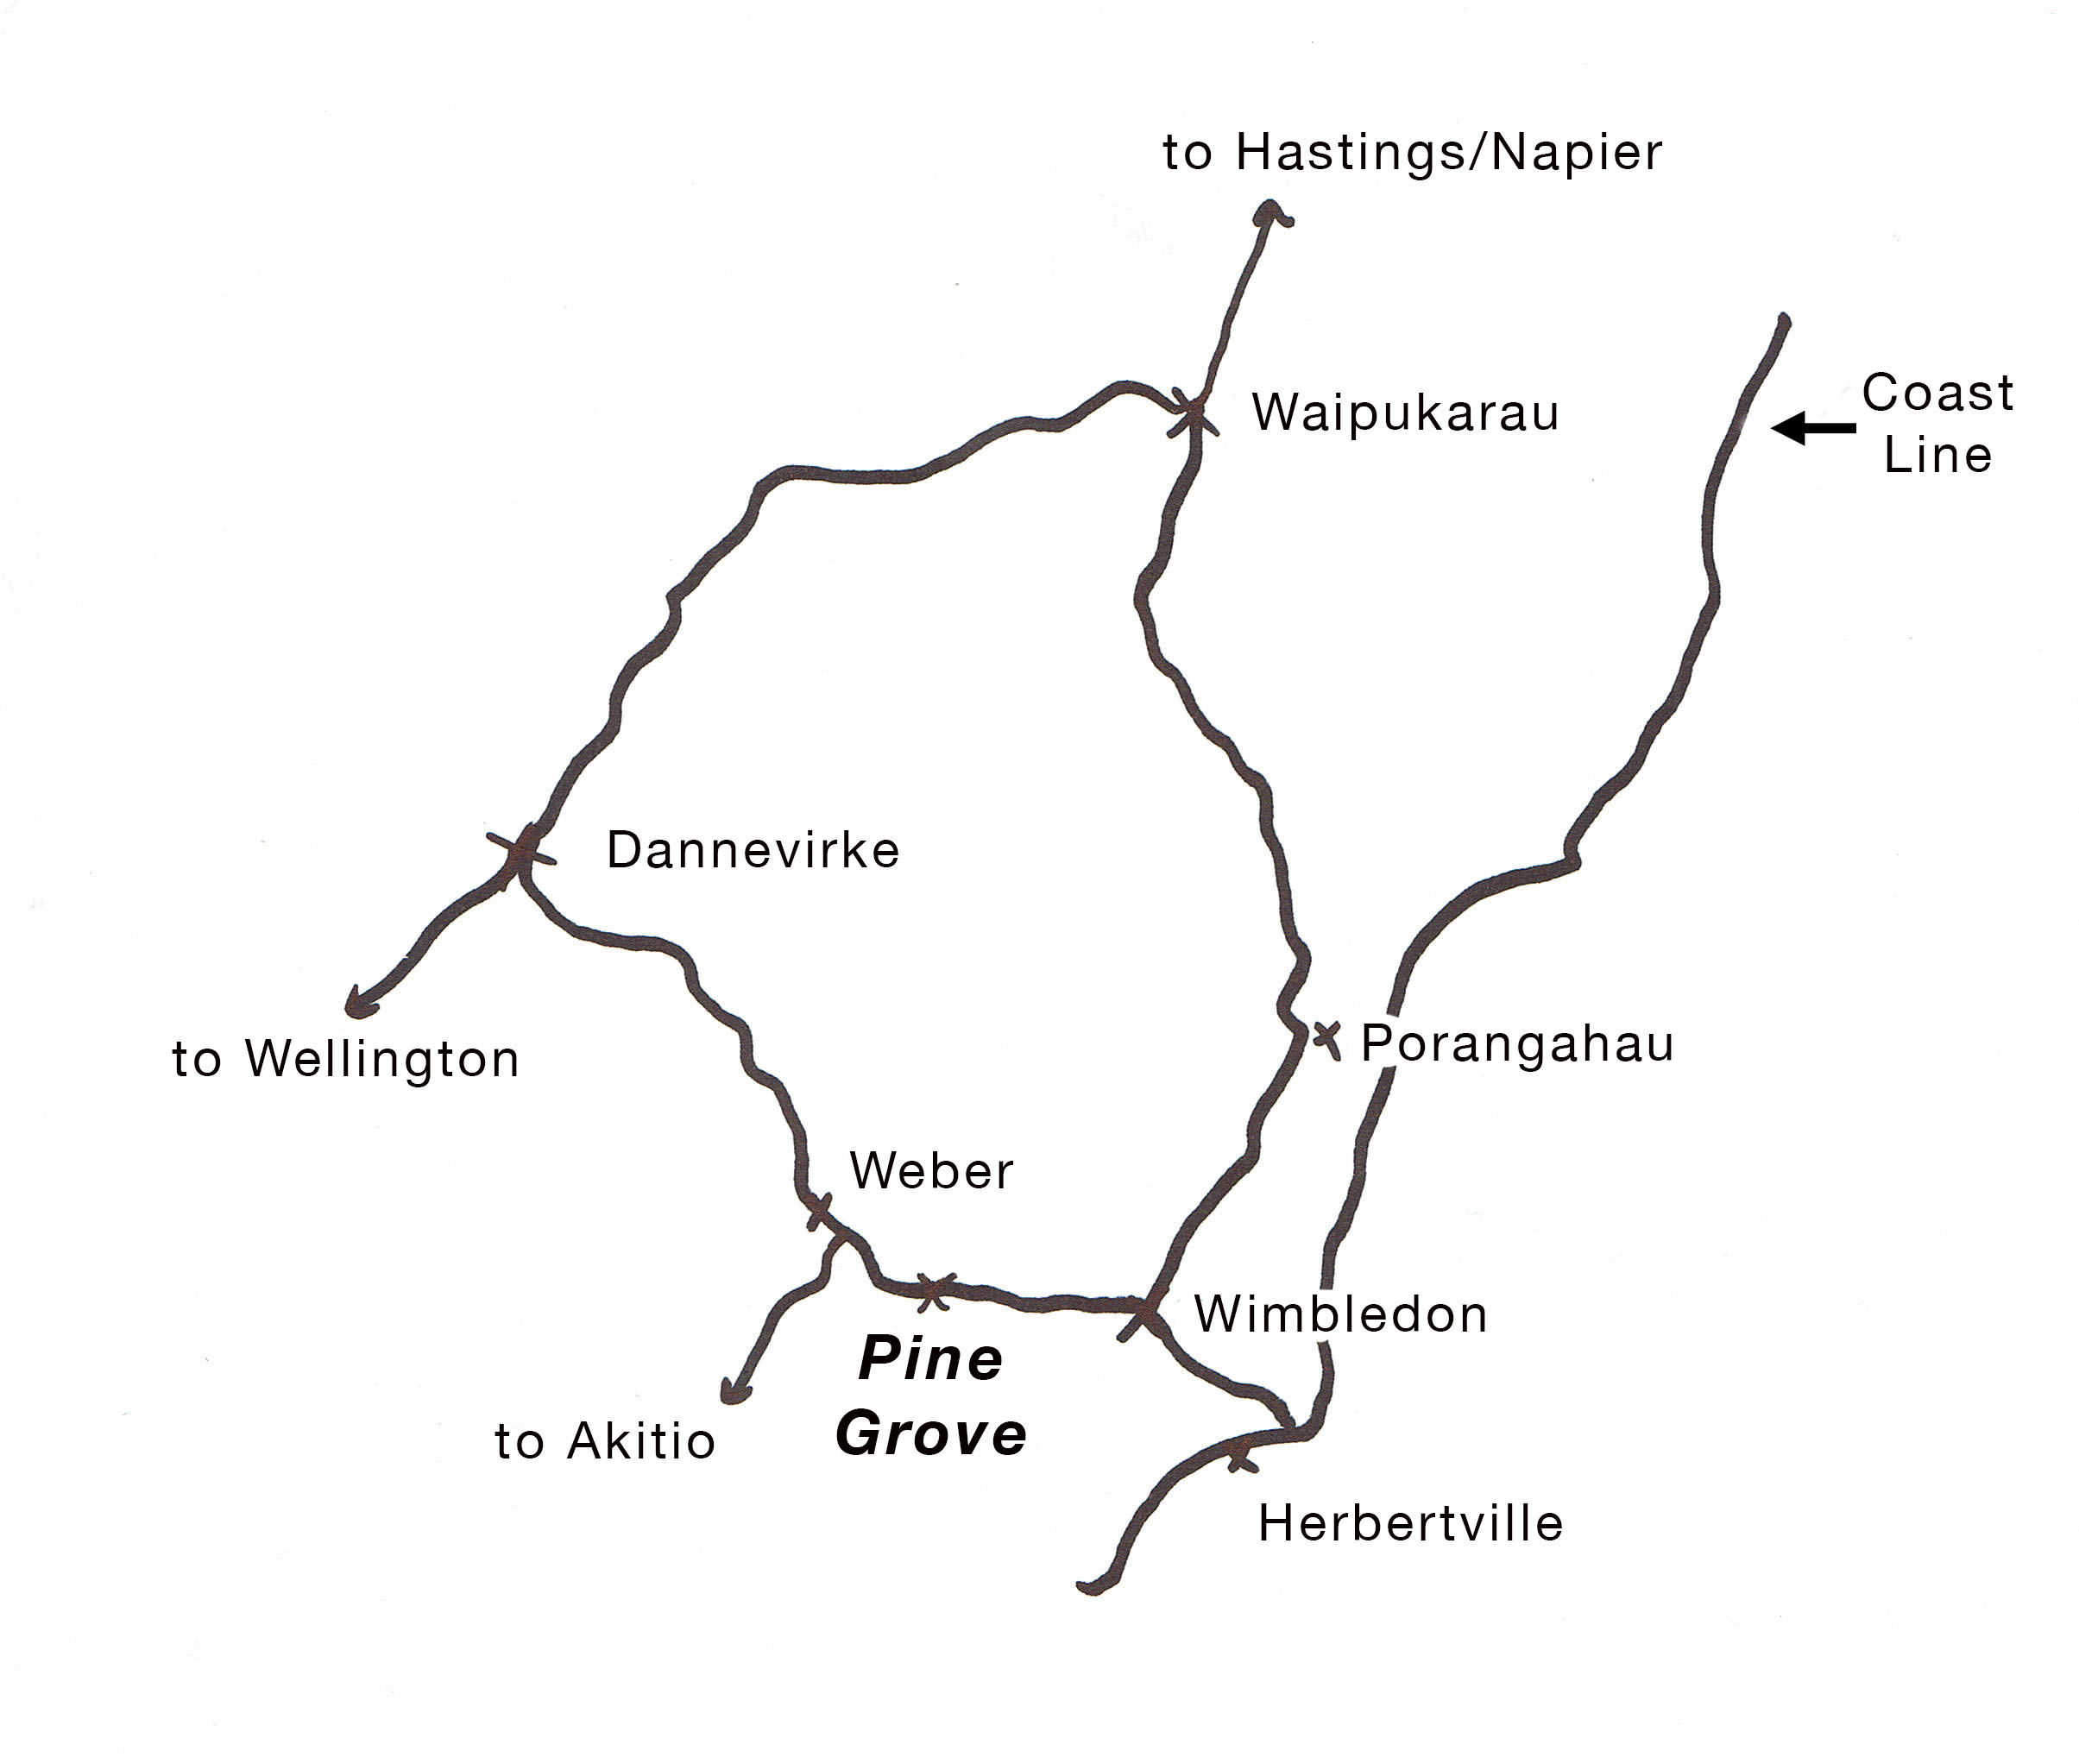 to Hastings/Napier
Waipukarau
Coast
Line
Dannevirke
to Wellington
Porangahau
Weber
Wimbledon
Pine
Grove
to Akitio
Herbertville